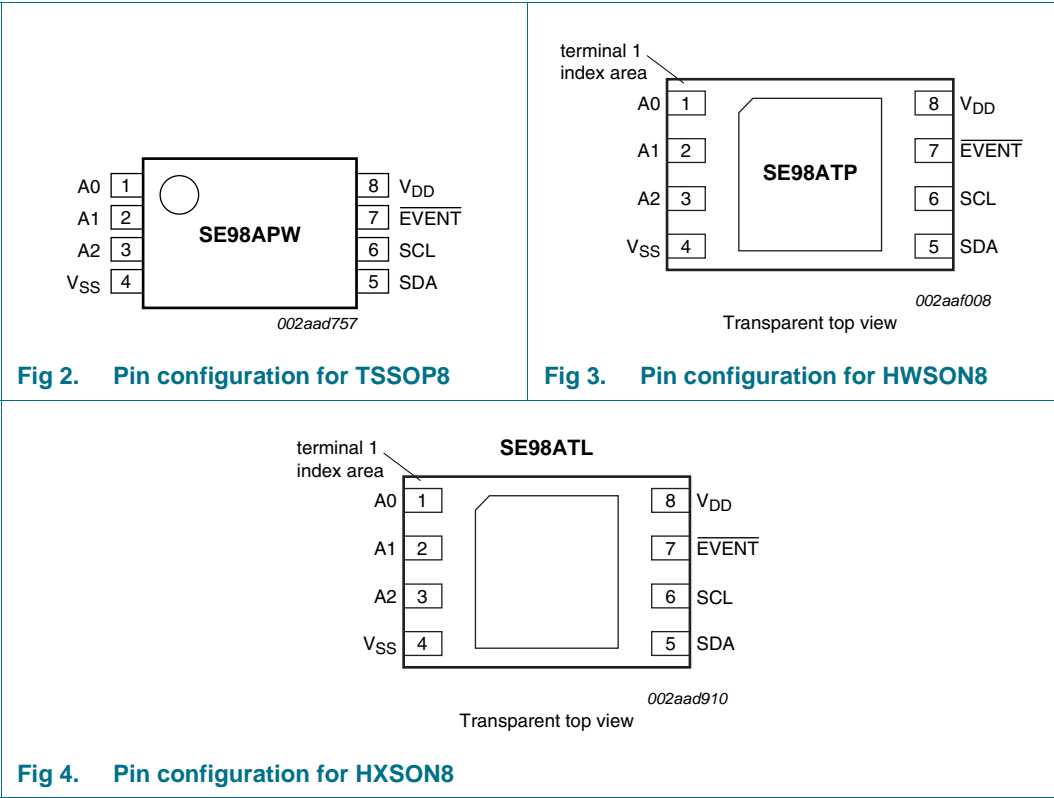 A0 1
A1 2
A2 3
VSS 4
SE98APW
8 VDD
7 EVENT
6 SCL
5 SDA
002aad757
Fig 2. Pin configuration for TSSOP8
terminal 1
index area
A0 1
A1 2
A2 3
VSS 4
SE98ATP
8 VDD
7 EVENT
6 SCL
5 SDA
002aaf008
Transparent top view
Fig 3. Pin configuration for HWSON8
terminal 1
index area
SE98ATL
A0 1
A1 2
A2 3
VSS 4
8 VDD
7 EVENT
6 SCL
5 SDA
002aad910
Transparent top view
Fig 4. Pin configuration for HXSON8